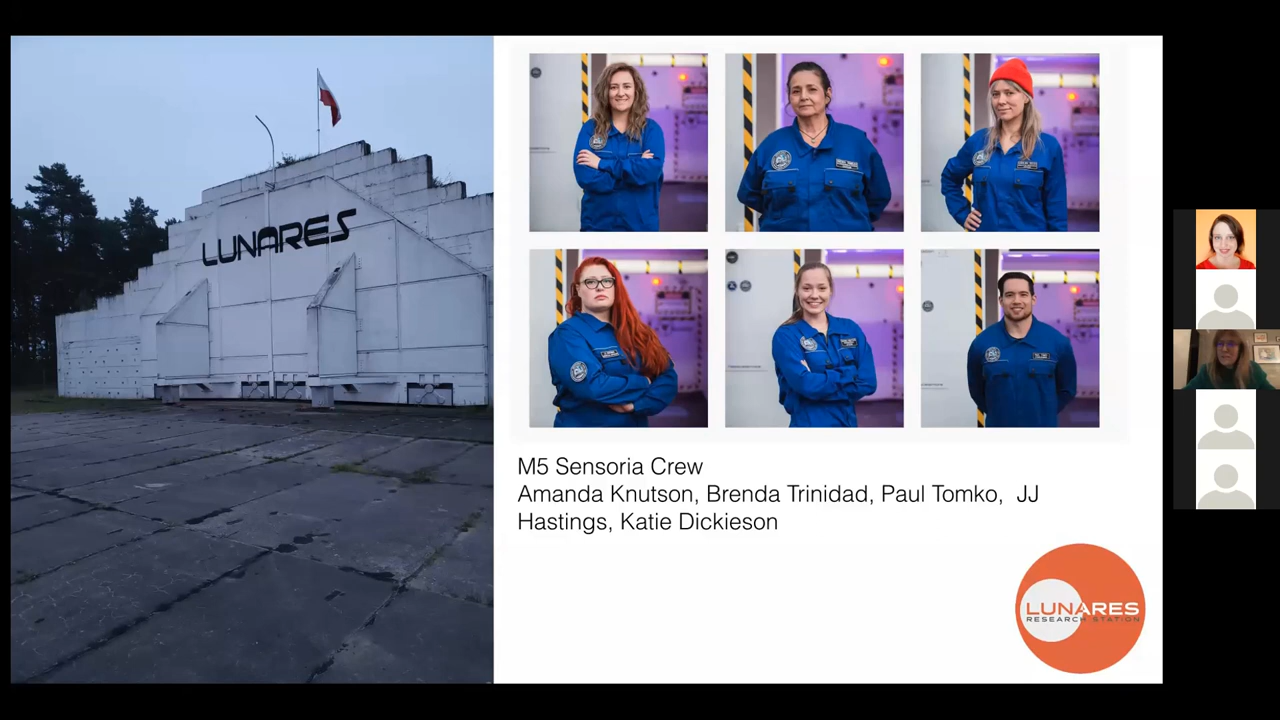 LUNARES
M5 Sensoria Crew
Amanda Knutson, Brenda Trinidad, Paul Tomko, JJ
Hastings, Katie Dickieson
LUNARES
RESEARCH STATION